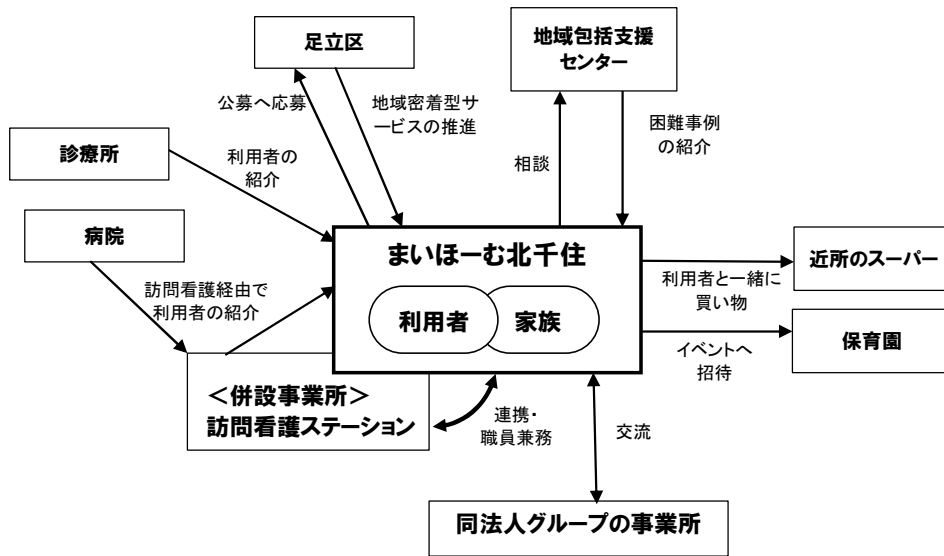 足立区
地域包括支援
センター
公募へ応募
地域密着型サ
ービスの推進
困難事例
の紹介
診療所
利用者の
紹介
相談
病院
まいほーむ北千住
近所のスーパー
利用者と一緒に
買い物
訪問看護経由で
利用者の紹介
利用者
家族
保育園
イベントへ
招待
＜併設事業所＞
訪問看護ステーション
連携・
職員兼務
交流
同法人グループの事業所